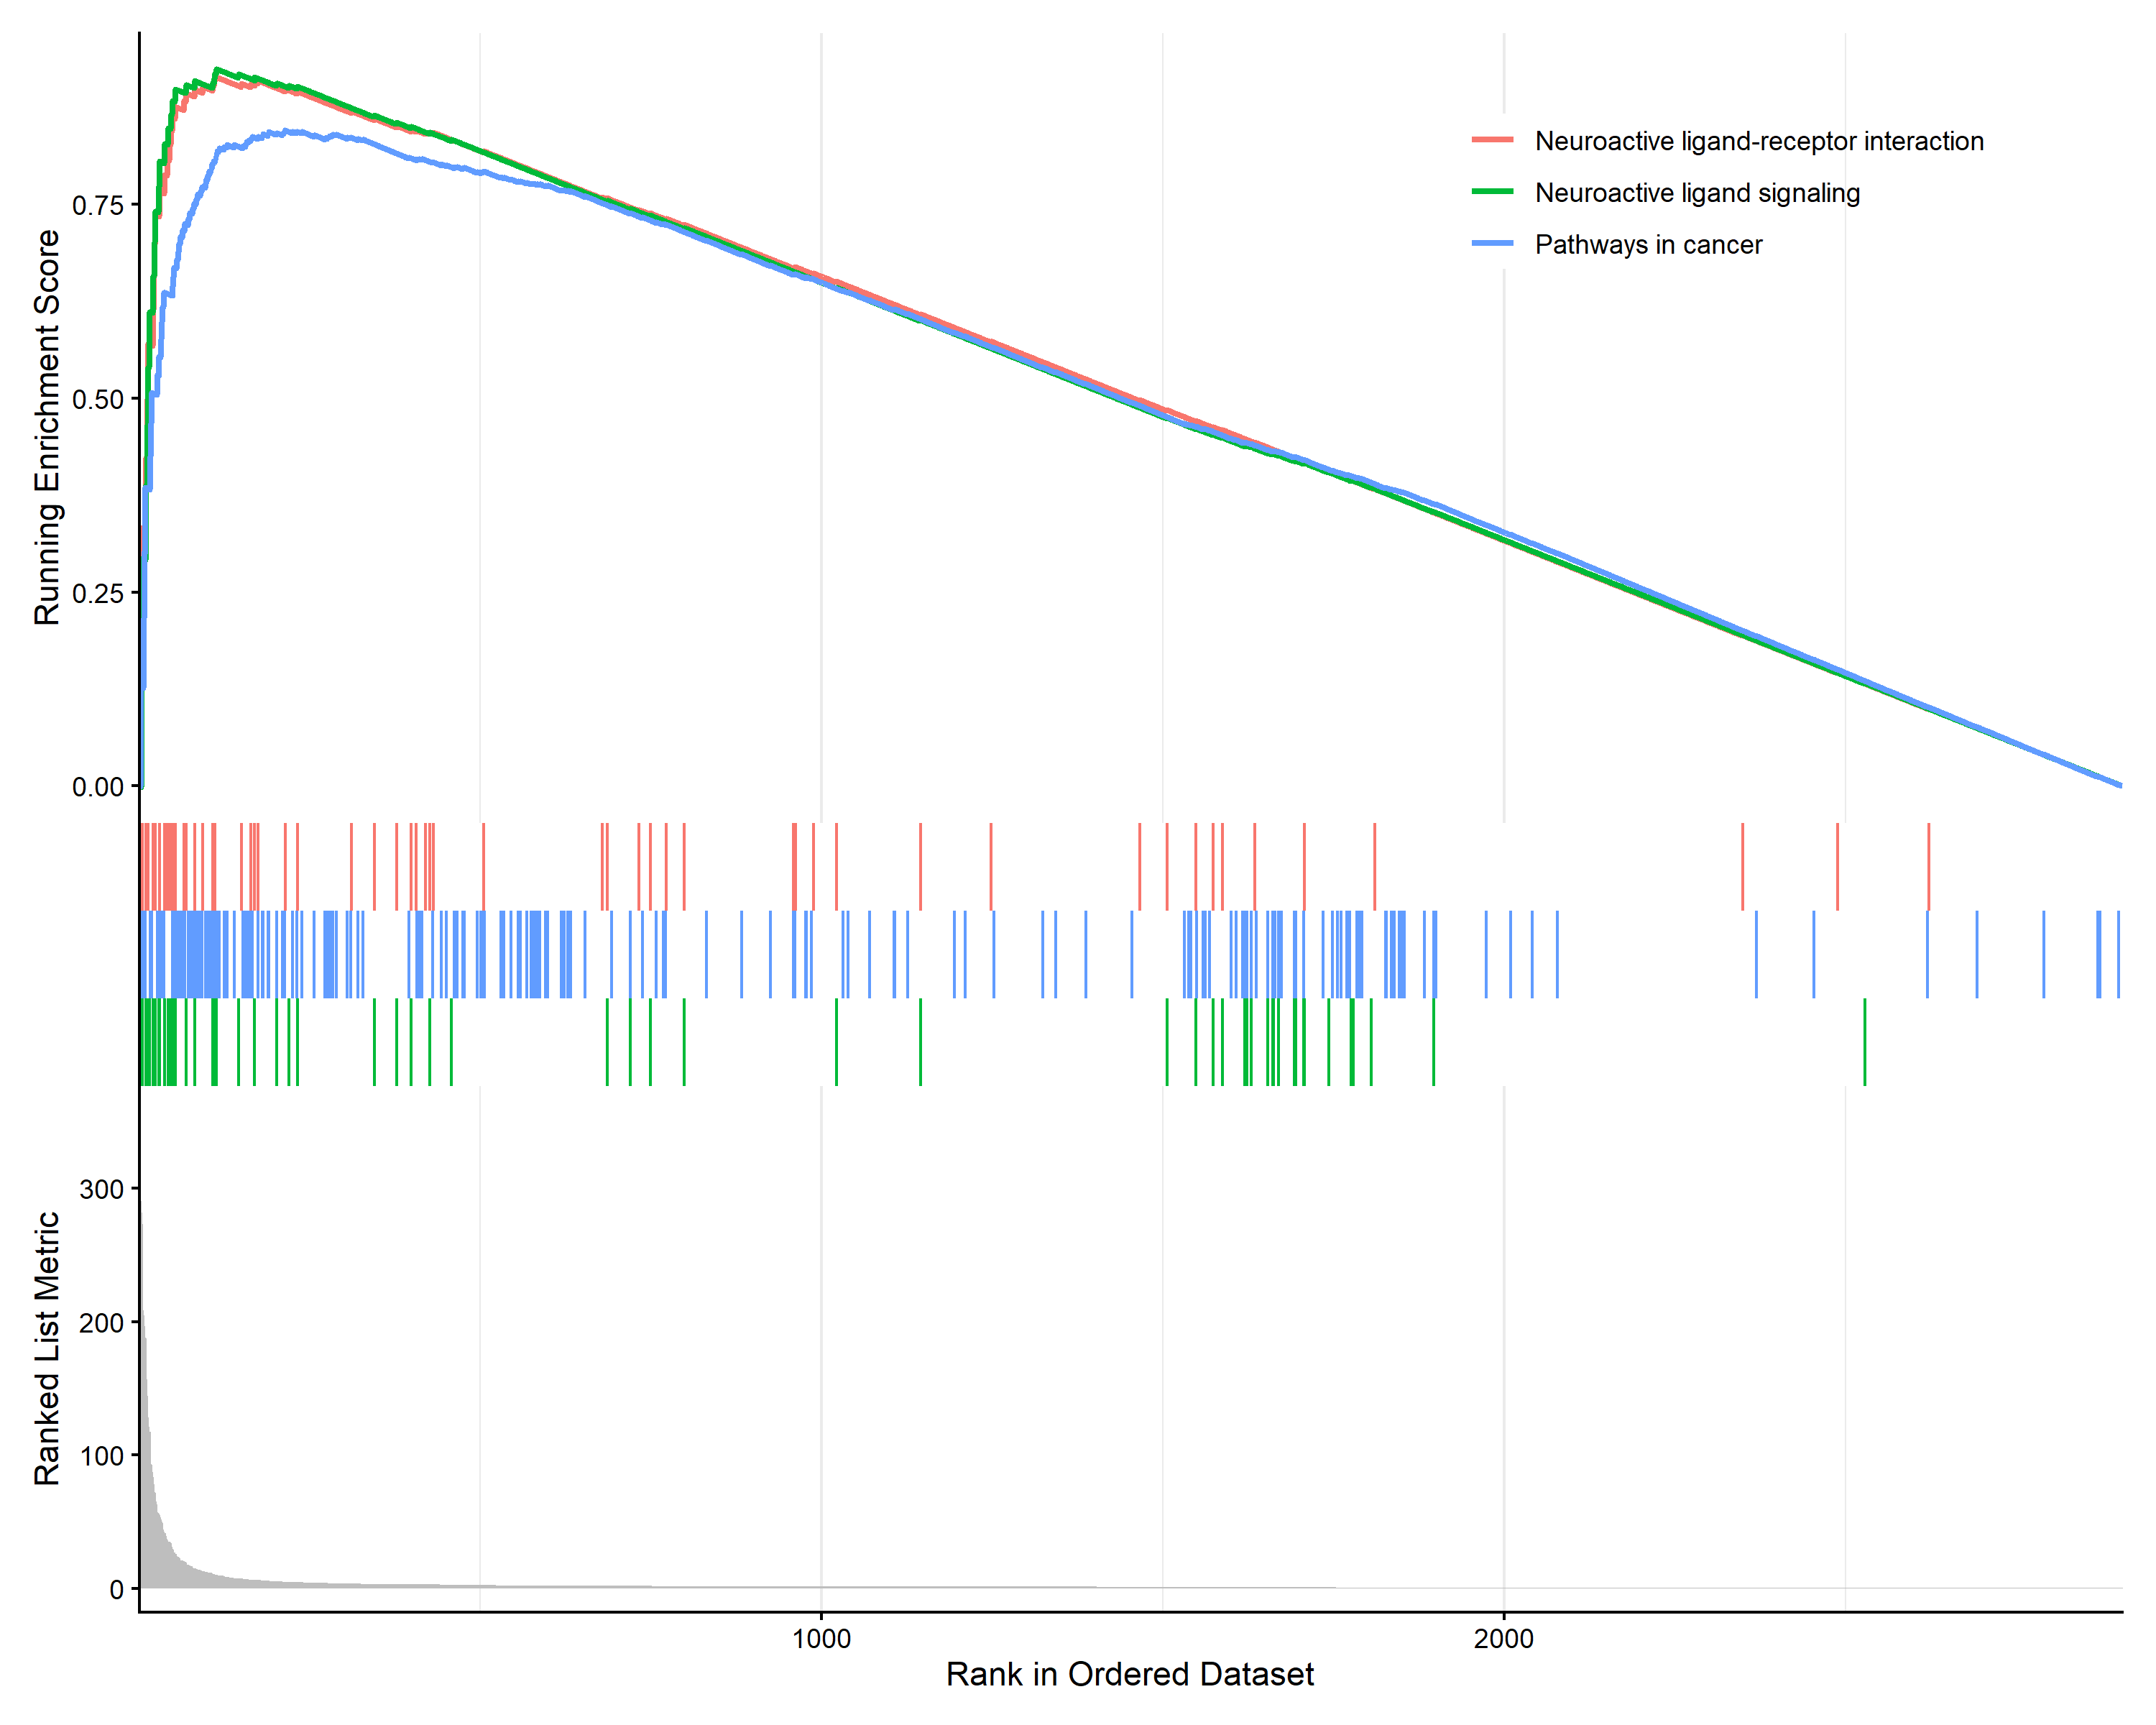 Running Enrichment Score
0.75
0.50
0.25
0.00
Neuroactive ligand-receptor interaction
Neuroactive ligand signaling
Pathways in cancer
Ranked List Metric
300
200
100
0
1000
2000
Rank in Ordered Dataset